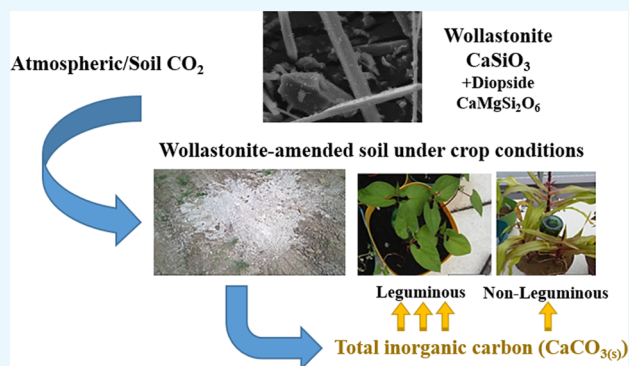 Atmospheric/Soil CO₂
Wollastonite
CaSiO₃
+Diopside
CaMgSi₂O₆
Wollastonite-amended soil under crop conditions
Leguminous Non-Leguminous
Total inorganic carbon (CaCO₃₍ₛ₎)